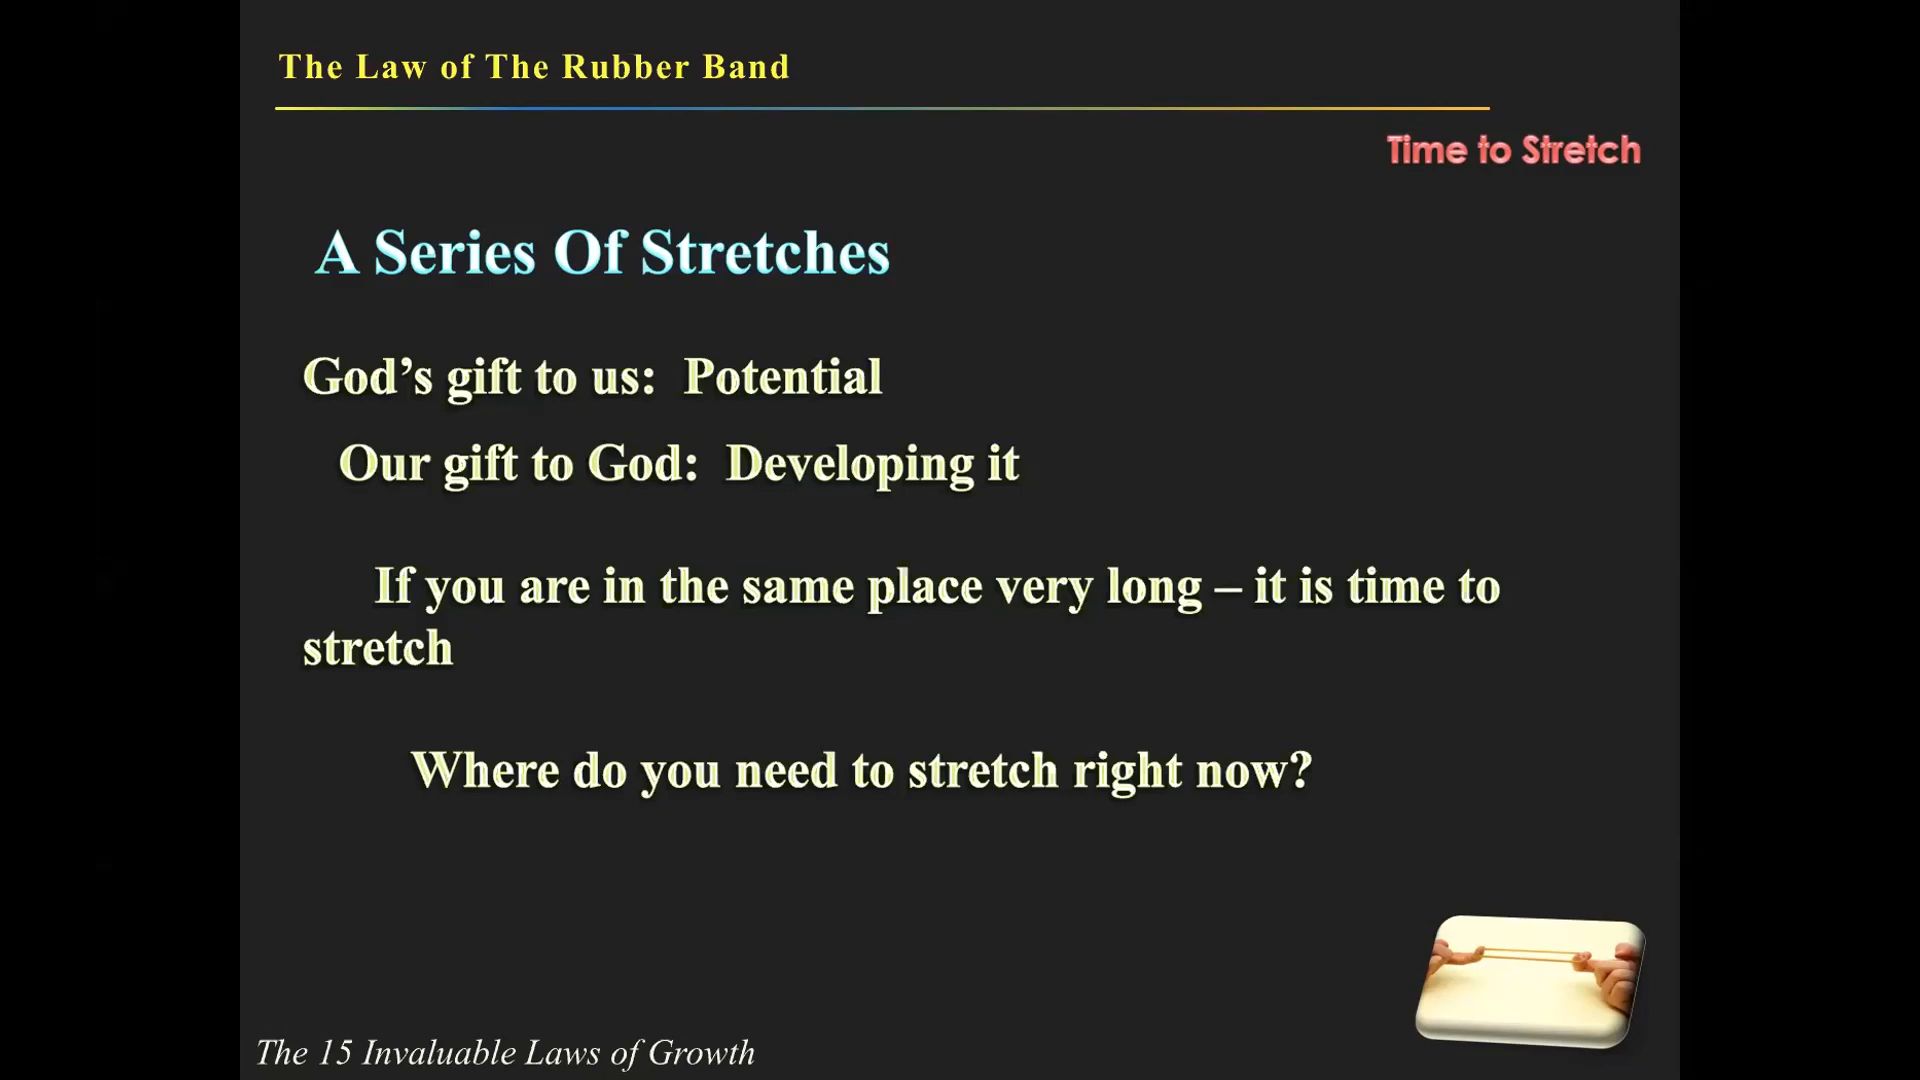 The Law of The Rubber Band
Time to Stretch
A Series Of Stretches
God’s gift to us:  Potential
Our gift to God:  Developing it
If you are in the same place very long – it is time to
stretch
Where do you need to stretch right now?
The 15 Invaluable Laws of Growth